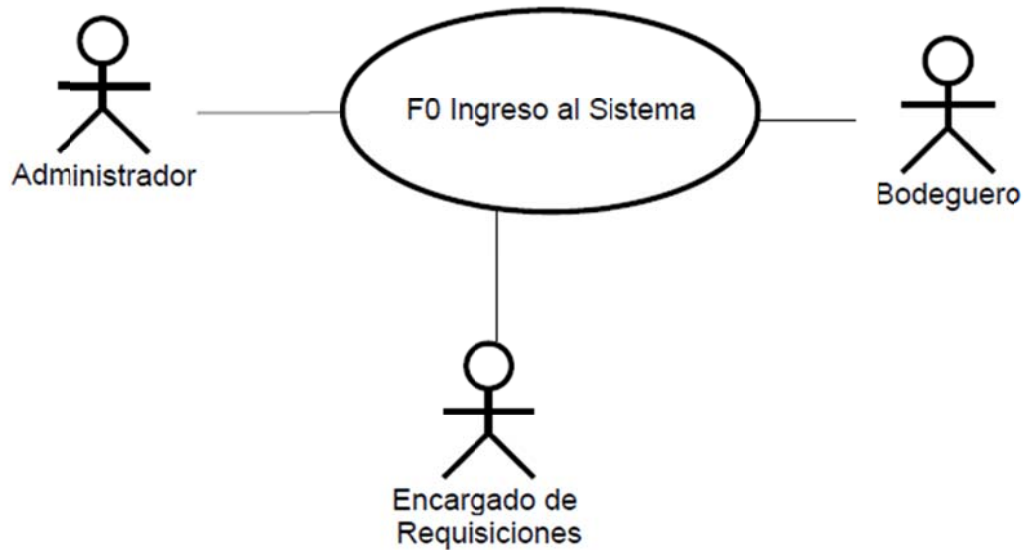 F0 Ingreso al Sistema
Administrador
Bodeguero
Encargado de
Requisiciones